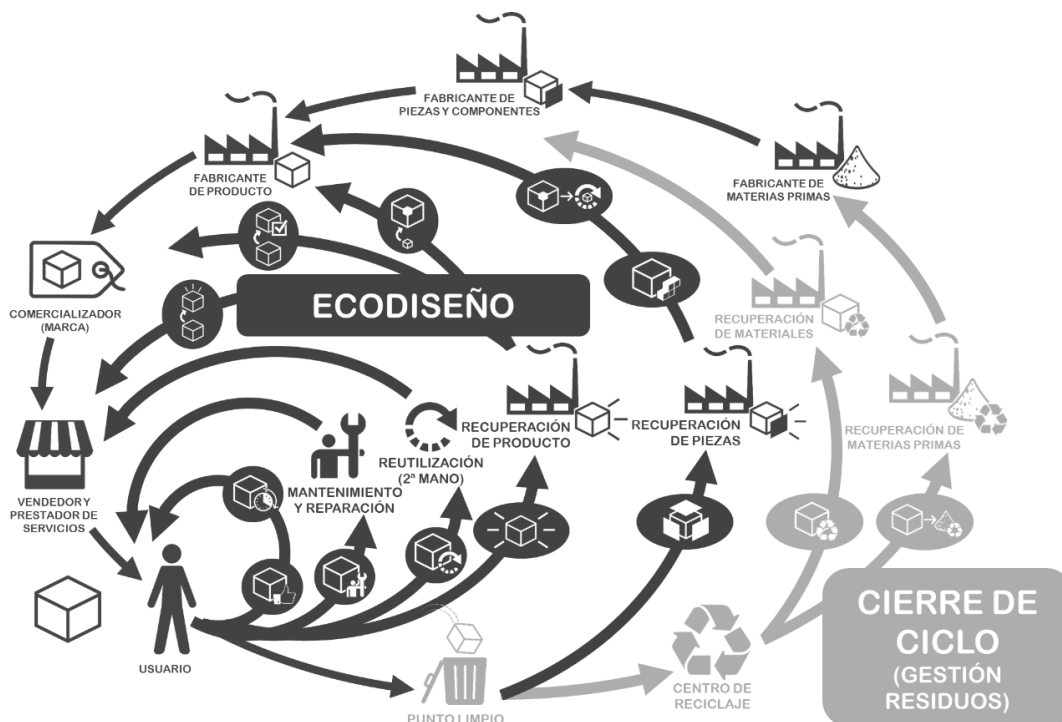 FABRICANTE DE
PIEZAS Y COMPONENTES
FABRICANTE
DE PRODUCTO
FABRICANTE DE
MATERIAS PRIMAS
COMERCIALIZADOR
(MARCA)
ECODISEÑO
RECUPERACIÓN
DE MATERIALES
RECUPERACIÓN
DE PRODUCTO
RECUPERACIÓN
DE PIEZAS
RECUPERACIÓN DE
MATERIAS PRIMAS
REUTILIZACIÓN
(2ª MANO)
MANTENIMIENTO
Y REPARACIÓN
VENDEDOR Y
PRESTADOR DE
SERVICIOS
USUARIO
PUNTO LIMPIO
CENTRO DE
RECICLAJE
CIERRE DE
CICLO
(GESTIÓN
RESIDUOS)